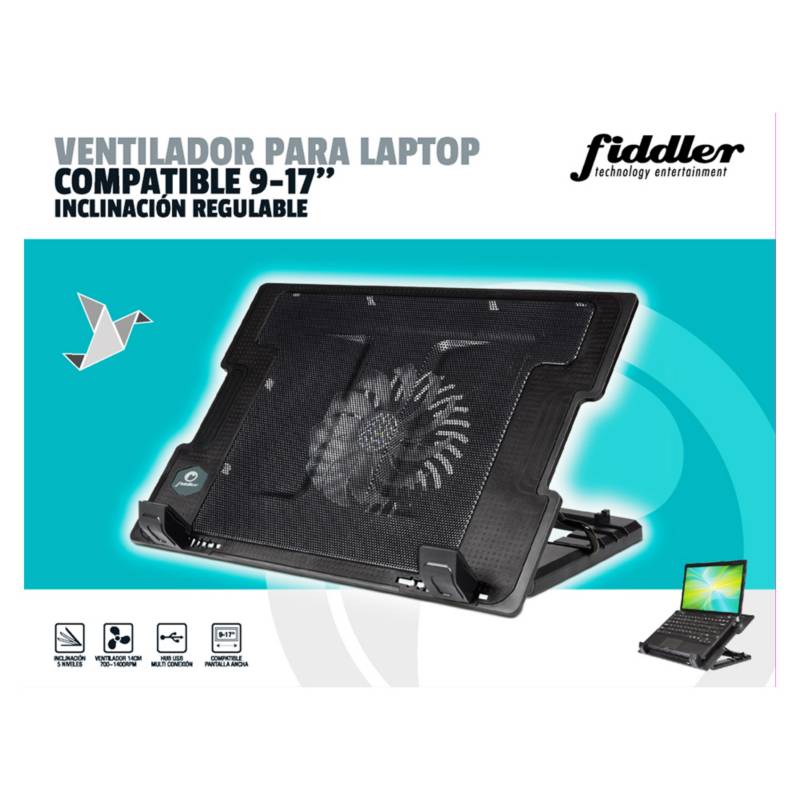 VENTILADOR PARA LAPTOP
COMPATIBLE 9-17”
INCLINACIÓN REGULABLE
fiddler
technology entertainment
fiddler
INCLINACIÓN
5 NIVELES
VENTILADOR 14CM
700-1400RPM
HUB USB
MULTI CONEXIÓN
9-17"
COMPATIBLE
PANTALLA ANCHA